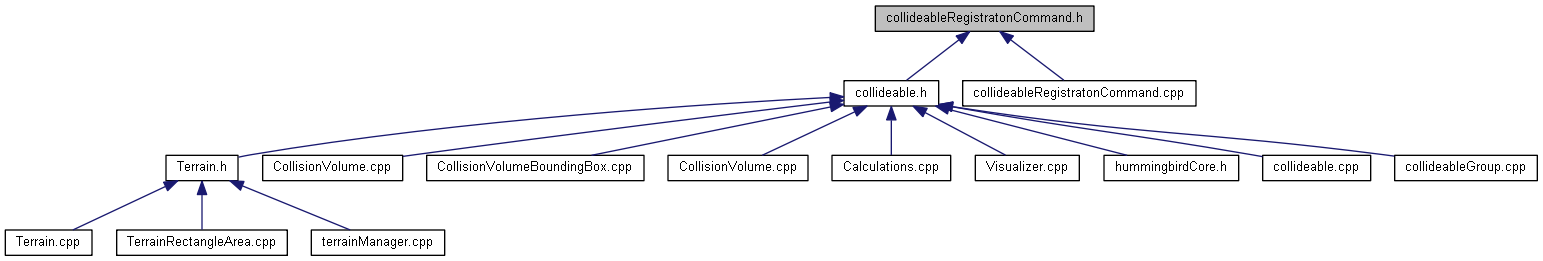 collideableRegistratonCommand.h
collideable.h
collideableRegistratonCommand.cpp
Terrain.h
CollisionVolume.cpp
CollisionVolumeBoundingBox.cpp
CollisionVolume.cpp
Calculations.cpp
Visualizer.cpp
hummingbirdCore.h
collideable.cpp
collideableGroup.cpp
Terrain.cpp
TerrainRectangleArea.cpp
terrainManager.cpp